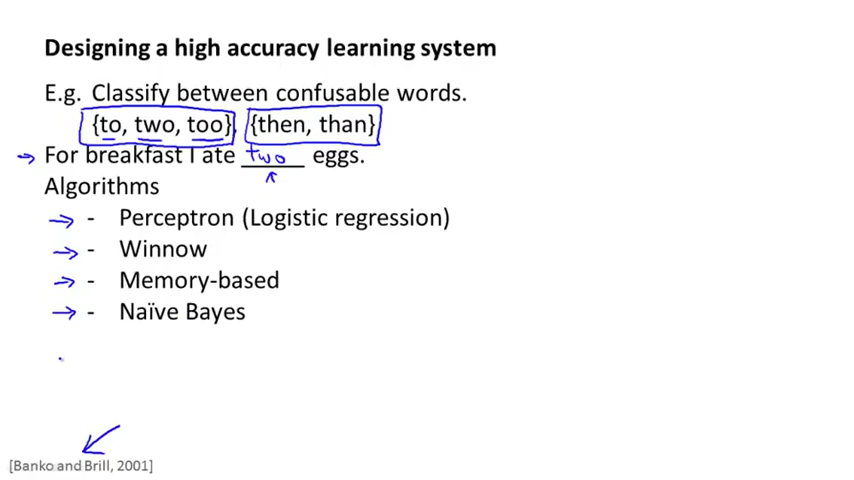 Designing a high accuracy learning system
E.g. Classify between confusable words.
{to, two, too}, {then, than}
For breakfast I ate two eggs.
Algorithms
- Perceptron (Logistic regression)
- Winnow
- Memory-based
- Naïve Bayes
[Banko and Brill, 2001]